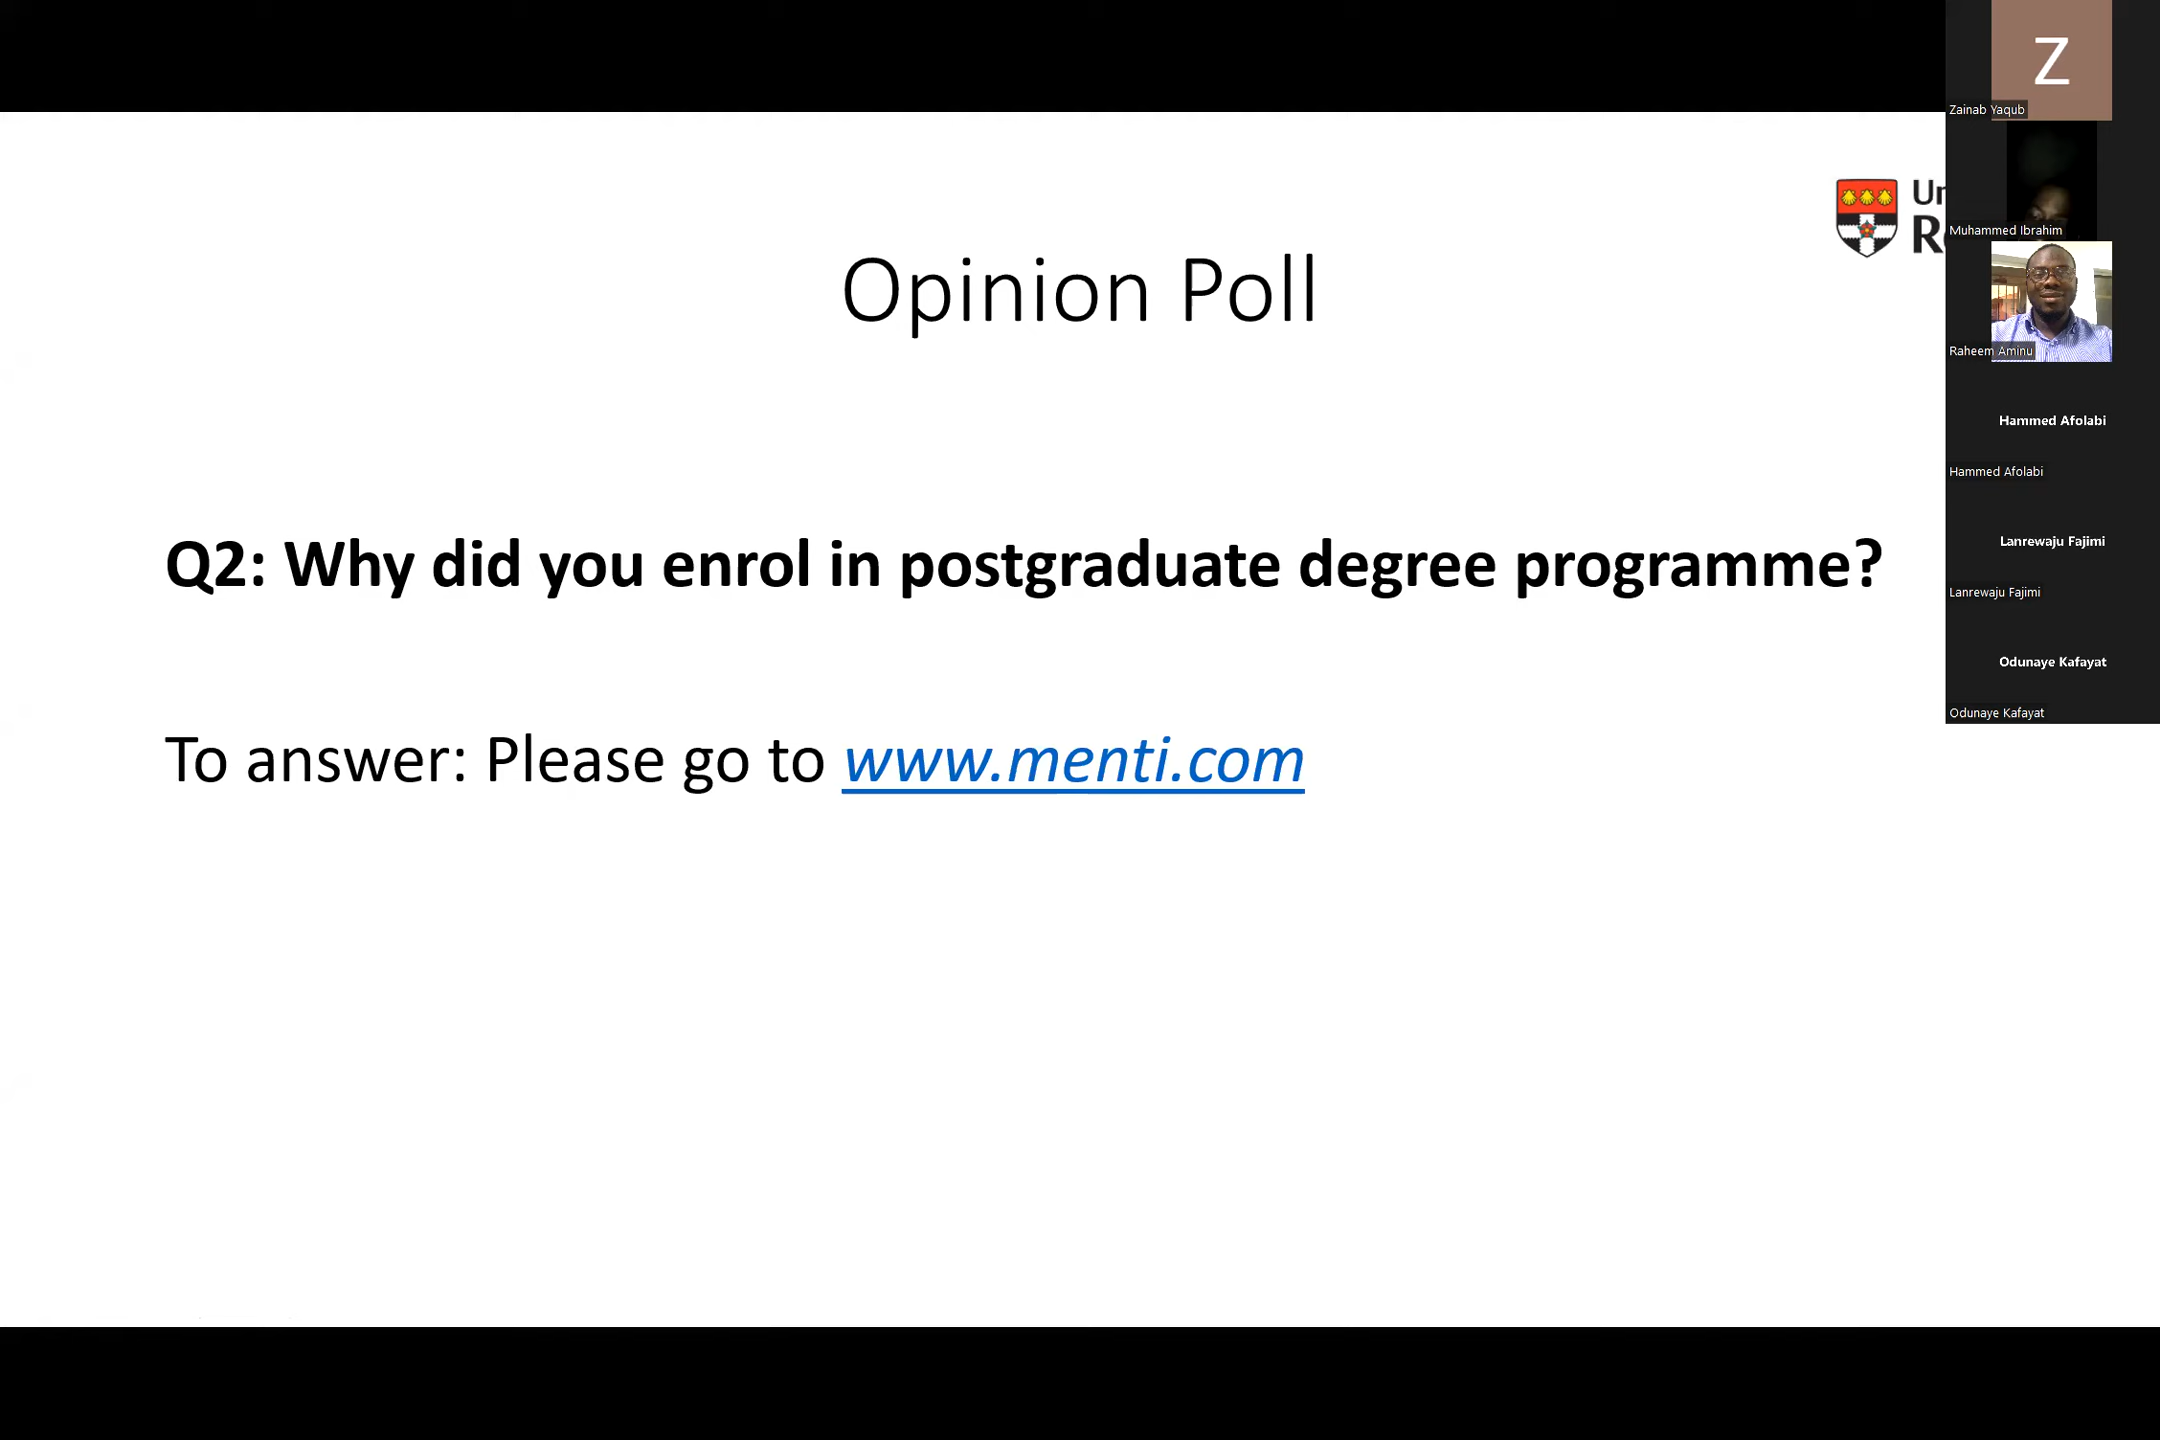 Opinion Poll
Q2: Why did you enrol in postgraduate degree programme?
To answer: Please go to www.menti.com
Z
Zainab Yaqub
Muhammed Ibrahim
Raheem Aminu
Hammed Afolabi
Hammed Afolabi
Lanrewaju Fajimi
Lanrewaju Fajimi
Odunaye Kafayat
Odunaye Kafayat